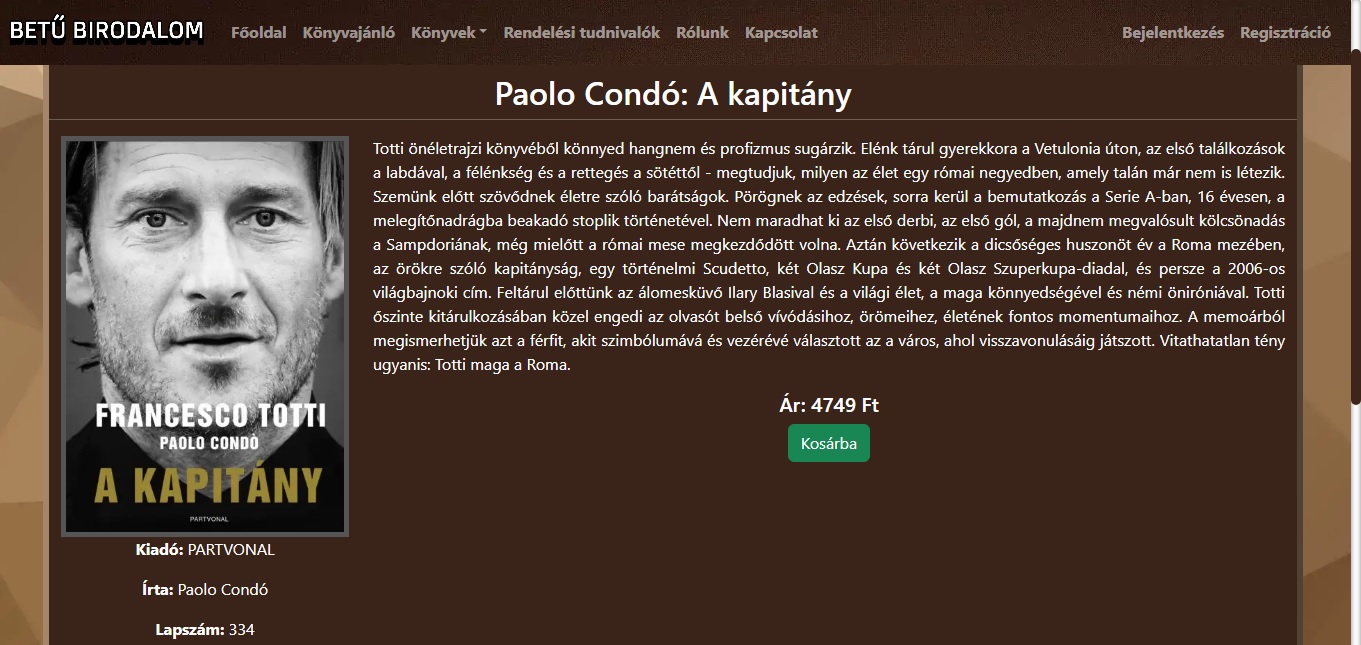 BETŰ BIRODALOM Főoldal Könyvajánló Könyvek Rendelési tudnivalók Rólunk Kapcsolat Bejelentkezés Regisztráció
Paolo Condó: A kapitány
Totti önéletrajzi könyvéből könnyed hangnem és profizmus sugárzik. Elénk tárul gyerekkora a Vetulonia úton, az első találkozások
a labdával, a félénkség és a rettegés a sötéttől - megtudjuk, milyen az élet egy római negyedben, amely talán már nem is létezik.
Szemünk előtt szövődnek életre szóló barátságok. Pörögnek az edzések, sorra kerül a bemutatkozás a Serie A-ban, 16 évesen, a
melegítőnadrágba beakadó stoplik történetével. Nem maradhat ki az első derbi, az első gól, a majdnem megvalósult kölcsönadás
a Sampdoriának, még mielőtt a római mese megkezdődött volna. Aztán következik a dicsőséges huszonöt év a Roma mezében,
az örökre szóló kapitányság, egy történelmi Scudetto, két Olasz Kupa és két Olasz Szuperkupa-diadal, és persze a 2006-os
világbajnoki cím. Feltárul előttünk az álomesküvő Ilary Blasival és a világi élet, a maga könnyedségével és némi öniróniával. Totti
őszinte kitárulkozásában közel engedi az olvasót belső vívódásihoz, örömeihez, életének fontos momentumaihoz. A memoárból
megismerhetjük azt a férfit, akit szimbólumává és vezérévé választott az a város, ahol visszavonulásáig játszott. Vitathatatlan tény
ugyanis: Totti maga a Roma.
Ár: 4749 Ft
Kosárba
FRANCESCO TOTTI
PAOLO CONDÒ
A KAPITÁNY
PARTVONAL
Kiadó: PARTVONAL
Írta: Paolo Condó
Lapszám: 334